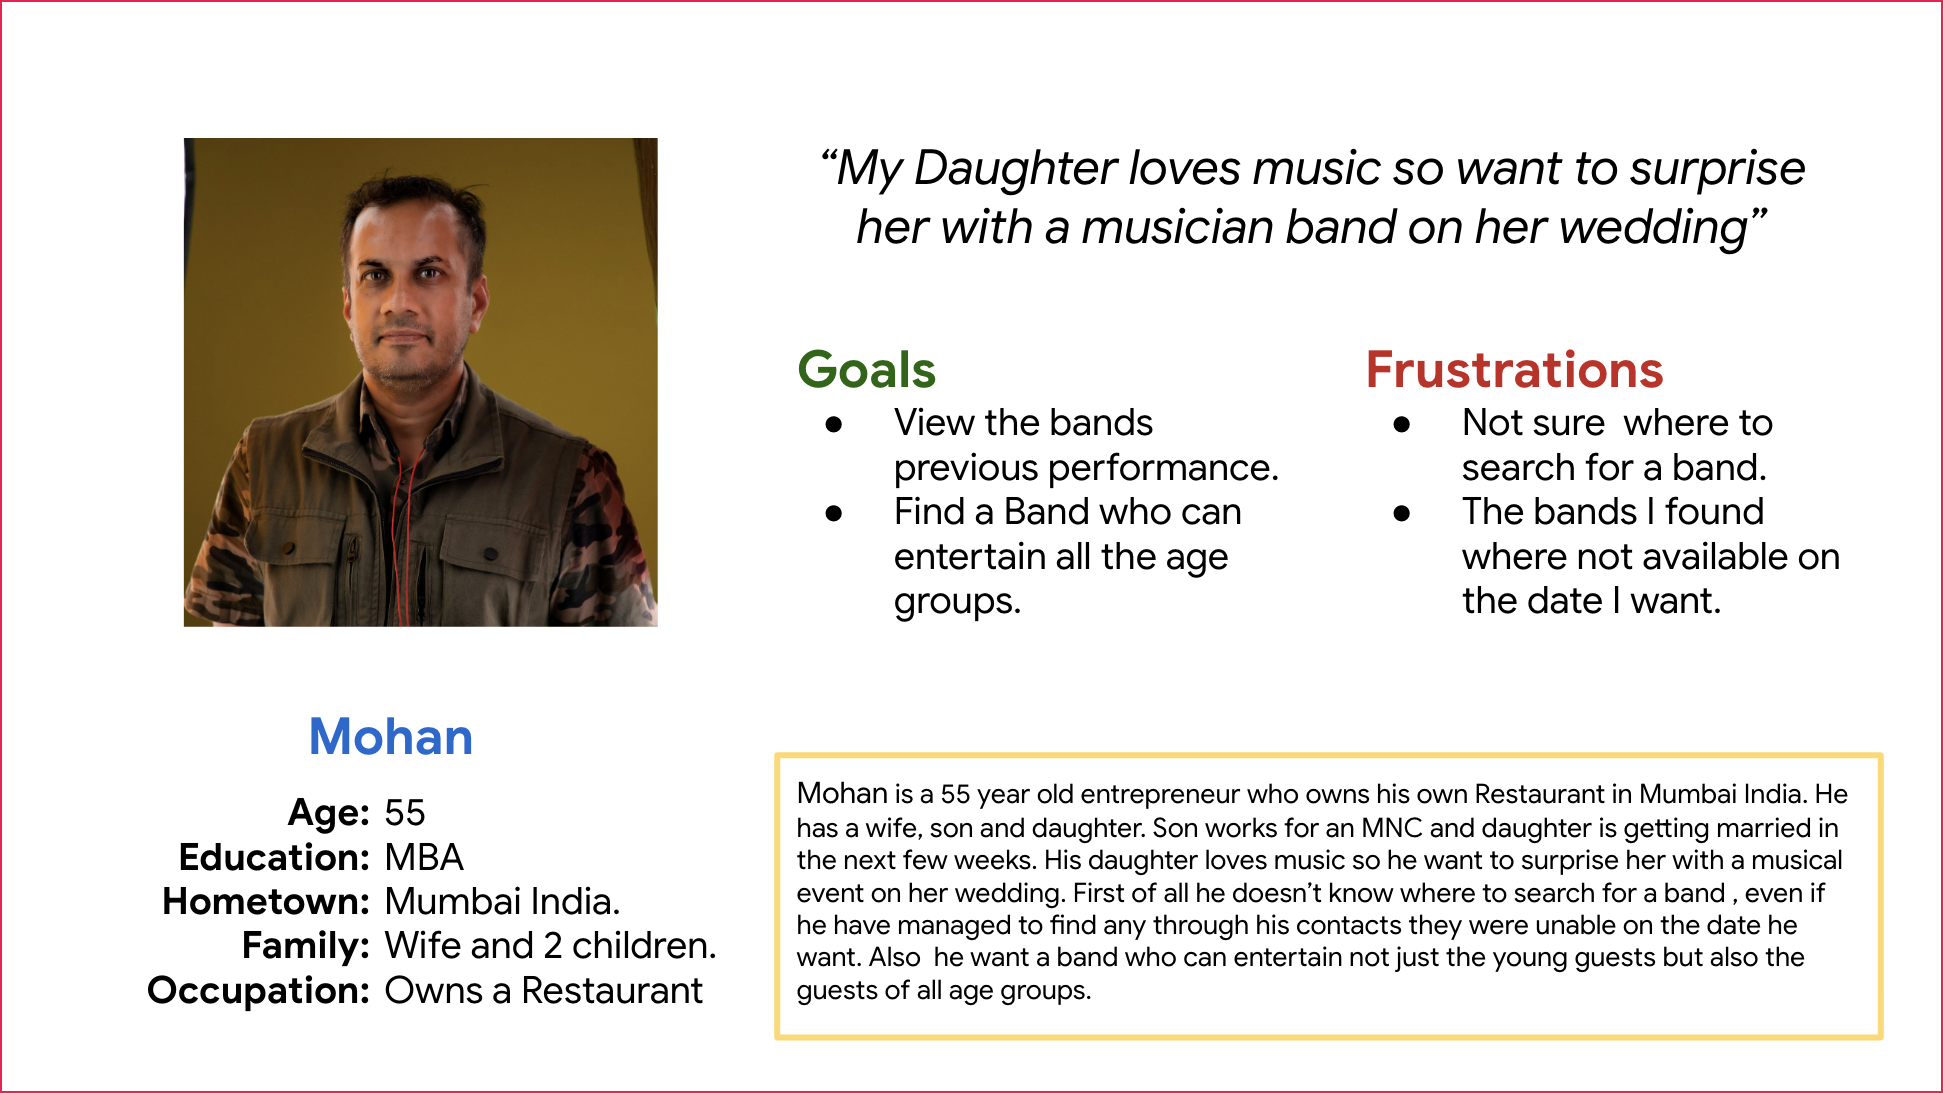 “My Daughter loves music so want to surprise
her with a musician band on her wedding”
Goals
● View the bands
previous performance.
● Find a Band who can
entertain all the age
groups.
Frustrations
● Not sure  where to
search for a band.
● The bands I found
where not available on
the date I want.
Mohan
Age: 55
Education: MBA
Hometown: Mumbai India.
Family: Wife and 2 children.
Occupation: Owns a Restaurant
Mohan is a 55 year old entrepreneur who owns his own Restaurant in Mumbai India. He
has a wife, son and daughter. Son works for an MNC and daughter is getting married in
the next few weeks. His daughter loves music so he want to surprise her with a musical
event on her wedding. First of all he doesn’t know where to search for a band , even if
he have managed to find any through his contacts they were unable on the date he
want. Also  he want a band who can entertain not just the young guests but also the
guests of all age groups.